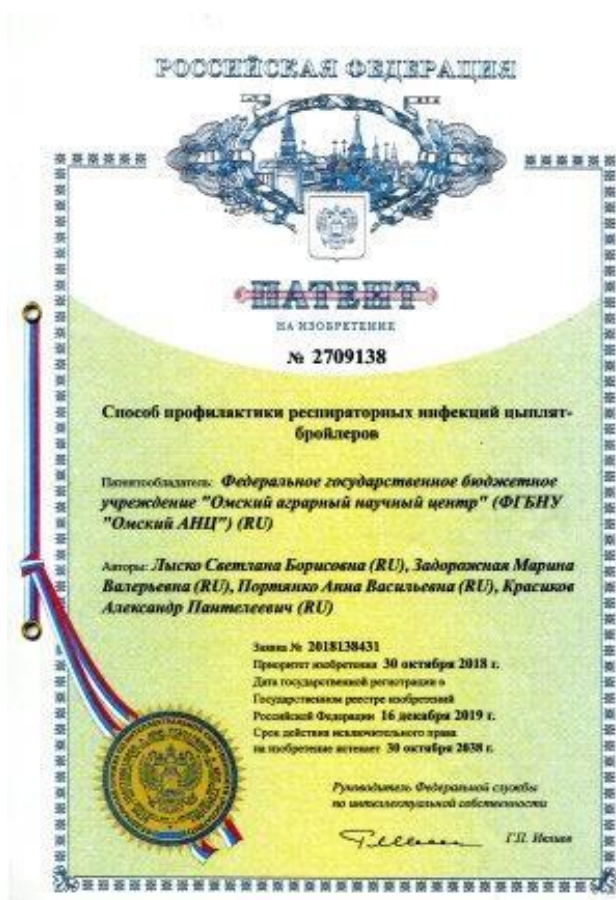 РОССИЙСКАЯ ФЕДЕРАЦИЯ
ПАТЕНТ
НА ИЗОБРЕТЕНИЕ
№ 2709138
Способ профилактики респираторных инфекций цыплят-
бройлеров
Патентообладатель: Федеральное государственное бюджетное
учреждение "Омский аграрный научный центр" (ФГБНУ
"Омский АНЦ") (RU)
Авторы: Лыско Светлана Борисовна (RU), Задорожная Марина
Валерьевна (RU), Портянко Анна Васильевна (RU), Красиков
Александр Пантелеевич (RU)
Заявка № 2018138431
Приоритет изобретения 30 октября 2018 г.
Дата государственной регистрации в
Государственном реестре изобретений
Российской Федерации 16 декабря 2019 г.
Срок действия исключительного права
на изобретение истекает 30 октября 2038 г.
Руководитель Федеральной службы
по интеллектуальной собственности
Г.П. Ивлиев